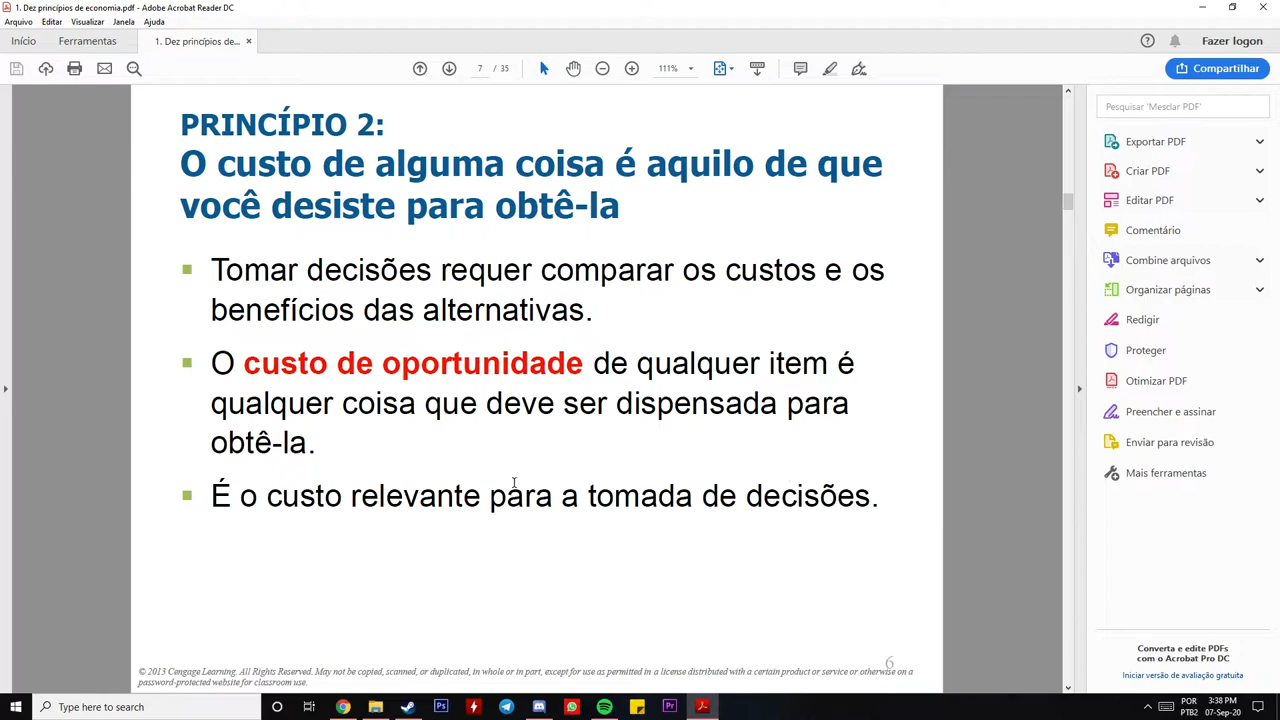 1. Dez princípios de economia.pdf - Adobe Acrobat Reader DC
Arquivo Editar Visualizar Janela Ajuda
Início Ferramentas 1. Dez princípios de... × Fazer logon
7 / 35 111% Compartilhar
PRINCÍPIO 2:
O custo de alguma coisa é aquilo de que
você desiste para obtê-la
Tomar decisões requer comparar os custos e os
benefícios das alternativas.
O custo de oportunidade de qualquer item é
qualquer coisa que deve ser dispensada para
obtê-la.
É o custo relevante para a tomada de decisões.
6
© 2013 Cengage Learning. All Rights Reserved. May not be copied, scanned, or duplicated, in whole or in part, except for use as permitted in a license distributed with a certain product or service or otherwise on a
password-protected website for classroom use.
Pesquisar 'Mesclar PDF'
Exportar PDF
Criar PDF
Editar PDF
Comentário
Combine arquivos
Organizar páginas
Redigir
Proteger
Otimizar PDF
Preencher e assinar
Enviar para revisão
Mais ferramentas
Converta e edite PDFs
com o Acrobat Pro DC
Iniciar versão de avaliação gratuita
Type here to search
Ps
Pr
POR 3:38 PM
PTB2 07-Sep-20